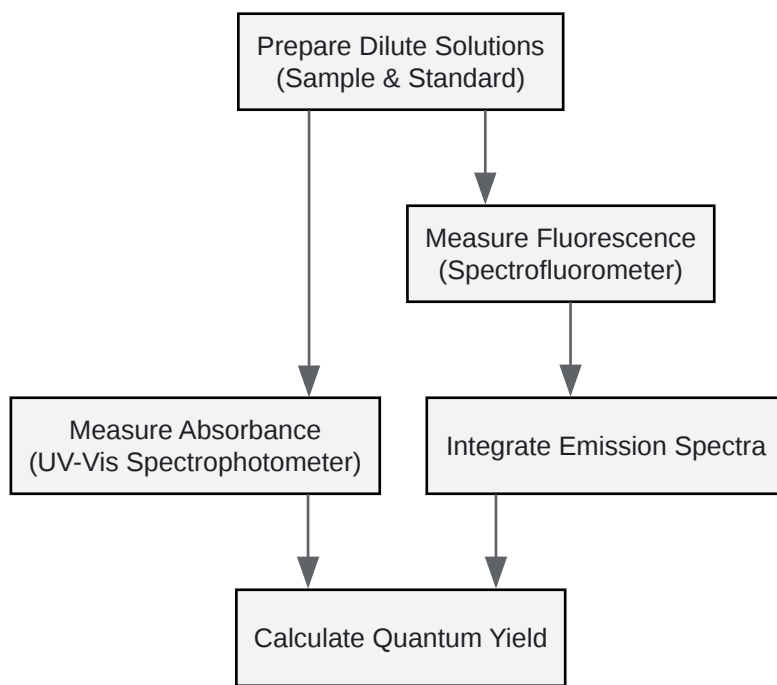 Prepare Dilute Solutions
(Sample & Standard)
Measure Fluorescence
(Spectrofluorometer)
Measure Absorbance
(UV-Vis Spectrophotometer)
Integrate Emission Spectra
Calculate Quantum Yield